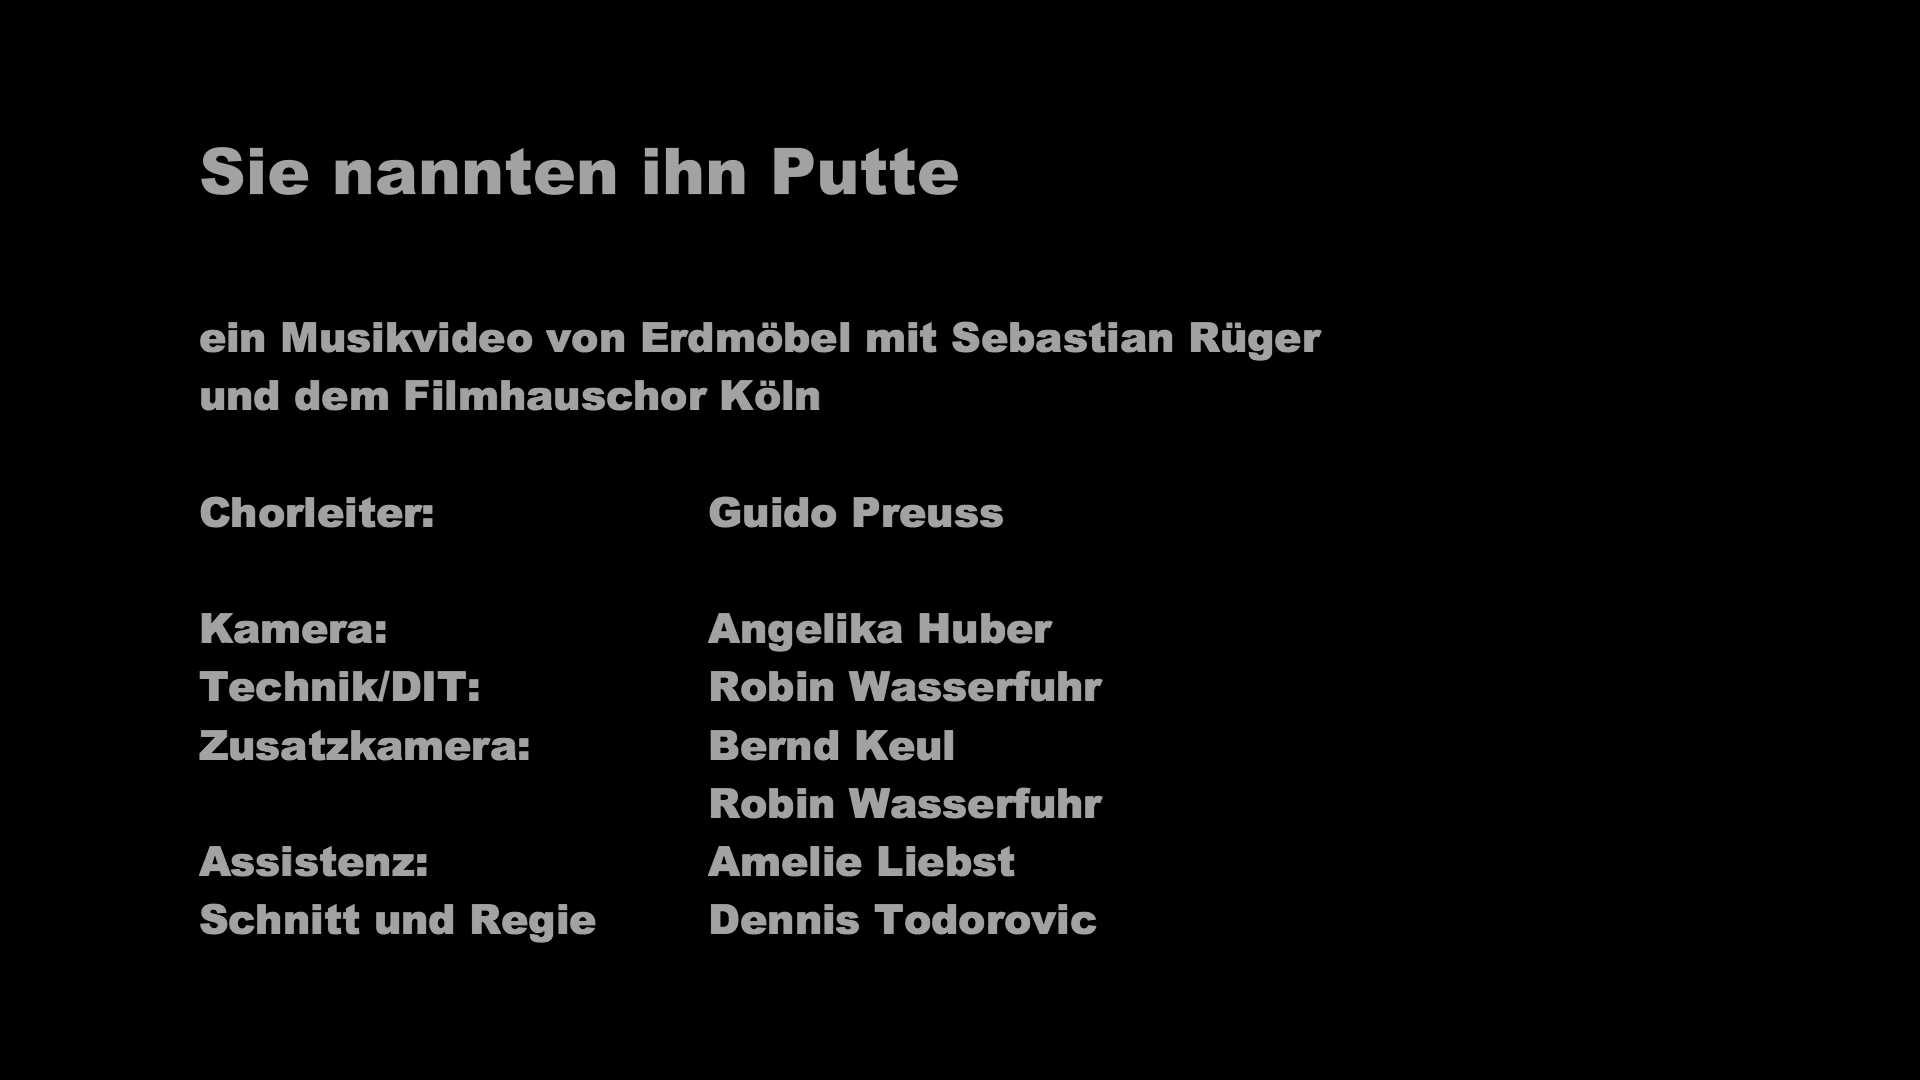 Sie nannten ihn Putte
ein Musikvideo von Erdmöbel mit Sebastian Rüger
und dem Filmhauschor Köln
Chorleiter: Guido Preuss
Kamera: Angelika Huber
Technik/DIT: Robin Wasserfuhr
Zusatzkamera: Bernd Keul
Robin Wasserfuhr
Assistenz: Amelie Liebst
Schnitt und Regie Dennis Todorovic